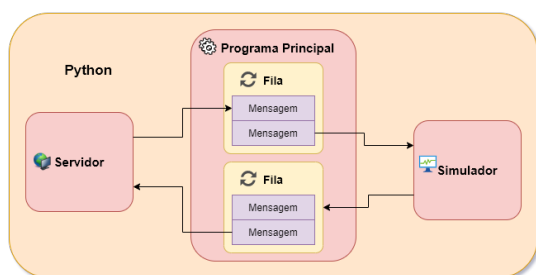 Programa Principal
Python
Fila
Mensagem
Mensagem
Servidor
Simulador
Fila
Mensagem
Mensagem